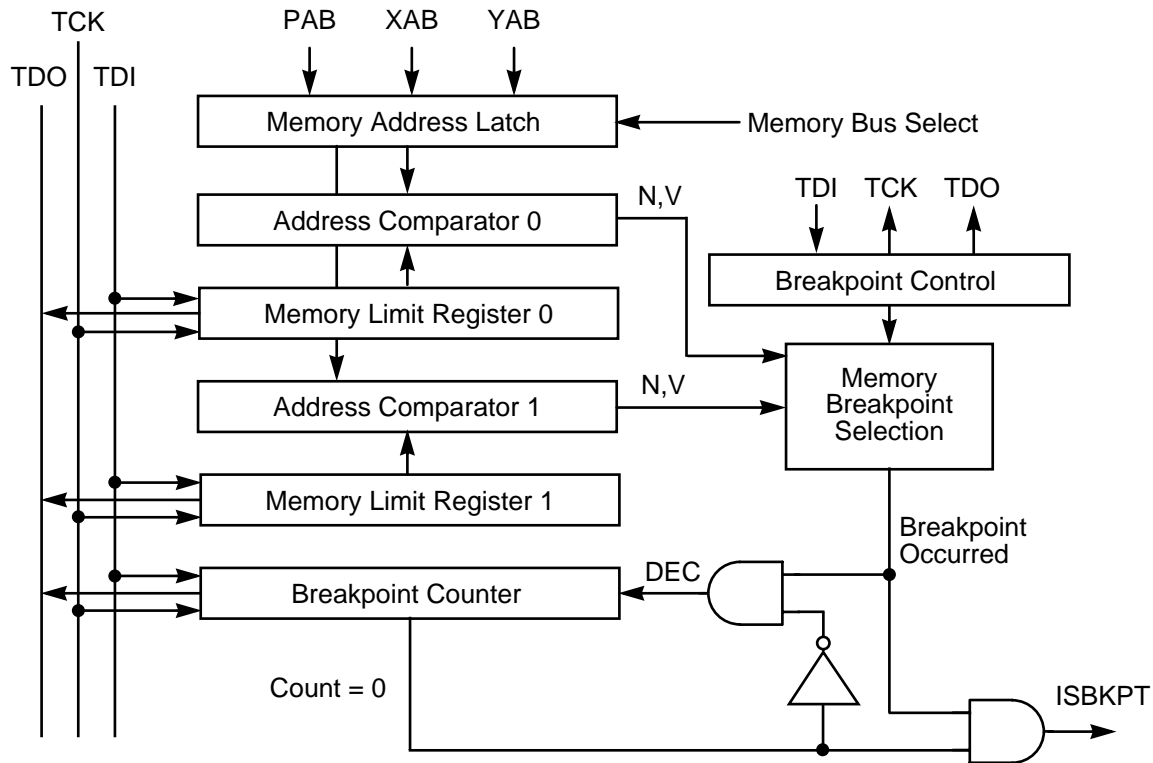 TCK
PAB XAB YAB
TDO TDI
Memory Address Latch
Memory Bus Select
Address Comparator 0
N,V
TDI TCK TDO
Breakpoint Control
Memory Limit Register 0
Memory
Breakpoint
Selection
Address Comparator 1
N,V
Memory Limit Register 1
Breakpoint
Occurred
DEC
Breakpoint Counter
Count = 0
ISBKPT